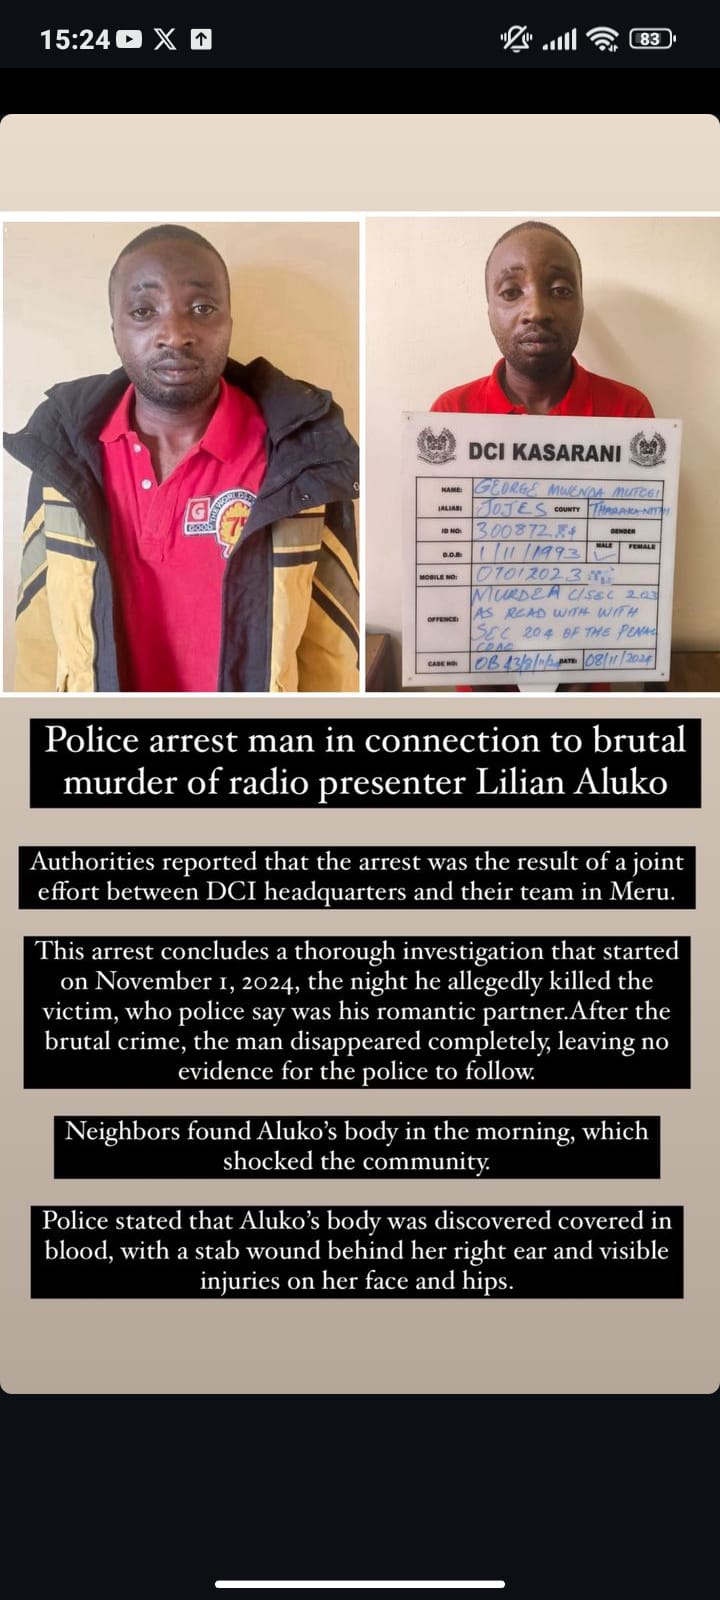 15:24
83
G
GOOD
THE WORLD'S
DCI KASARANI
NAME: GEORGE MWENDA MUTCGI
(ALIAS) JOJES COUNTY THARAKA-NITHI
ID NO: 300872 GENDER
D.O.B: 1/11/1993 MALE FEMALE
MOBILE NO: 07012023
OFFENCE: MURDER C/SEC 203
AS READ WITH WITH
SEC 204 OF THE PENAL
CASE NO: OB DATE: 08/11/2024
Police arrest man in connection to brutal
murder of radio presenter Lilian Aluko
Authorities reported that the arrest was the result of a joint
effort between DCI headquarters and their team in Meru.
This arrest concludes a thorough investigation that started
on November 1, 2024, the night he allegedly killed the
victim, who police say was his romantic partner.After the
brutal crime, the man disappeared completely, leaving no
evidence for the police to follow.
Neighbors found Aluko's body in the morning, which
shocked the community.
Police stated that Aluko's body was discovered covered in
blood, with a stab wound behind her right ear and visible
injuries on her face and hips.